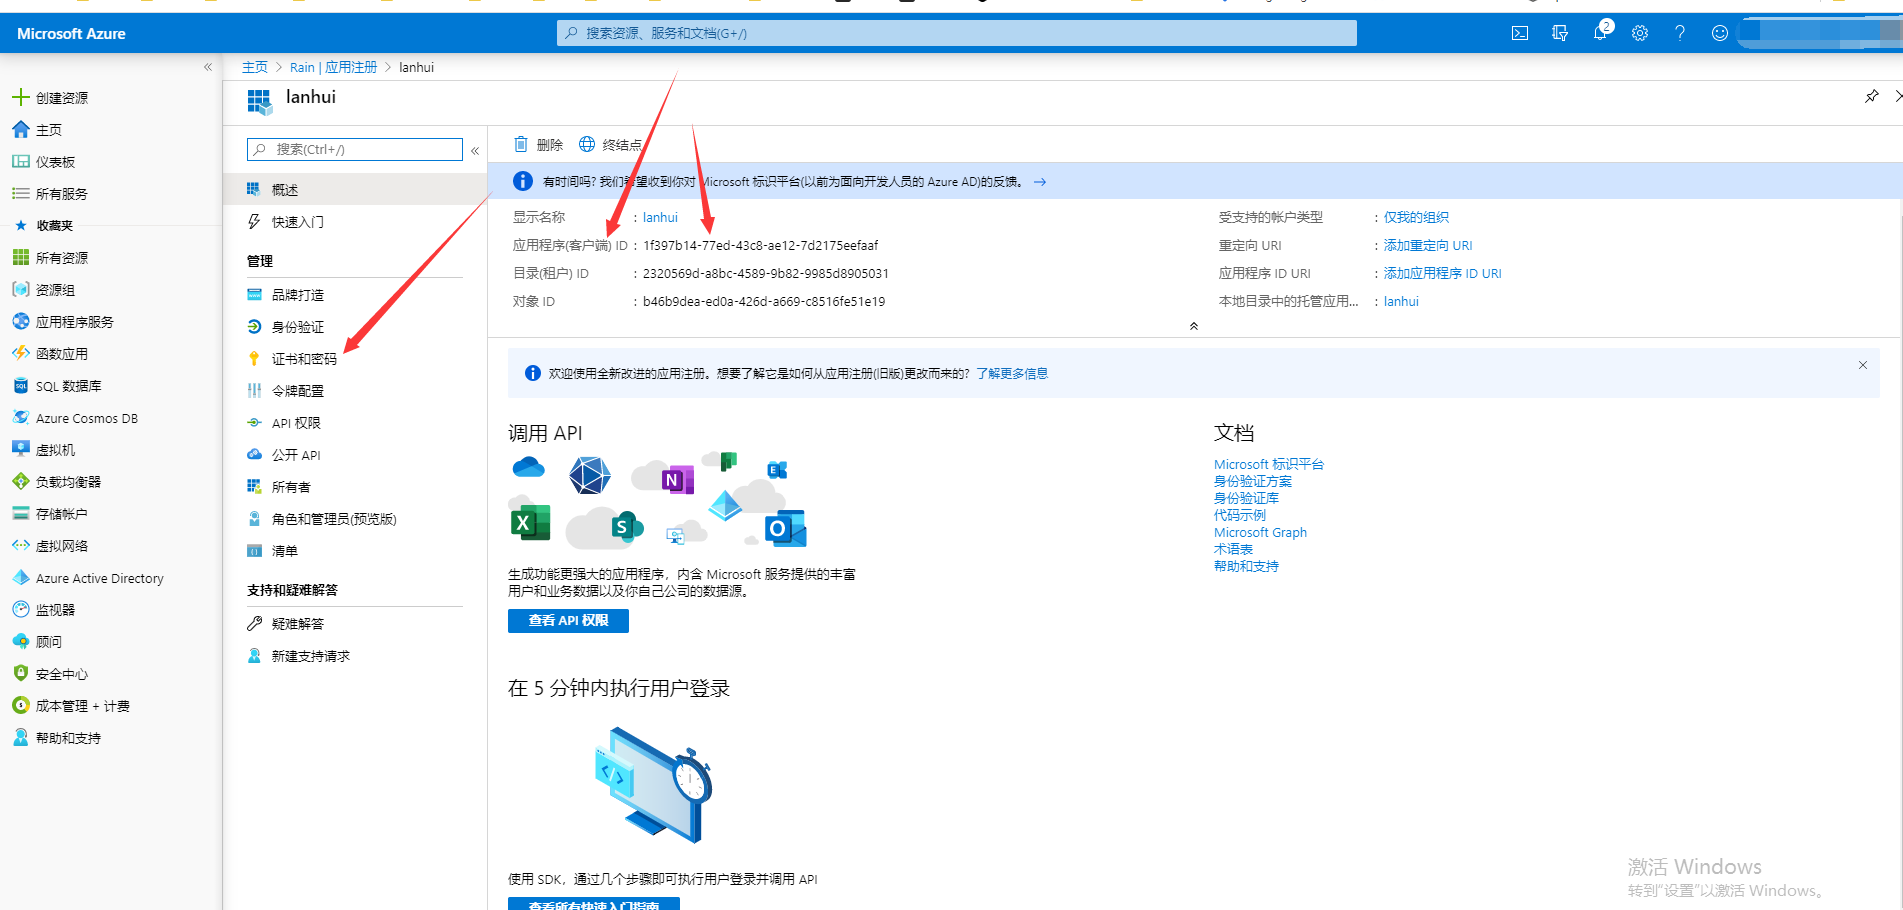 Microsoft Azure
搜索资源、服务和文档(G+/)
2
主页 > Rain | 应用注册 > lanhui
lanhui
创建资源
主页
仪表板
所有服务
收藏夹
所有资源
资源组
应用程序服务
函数应用
SQL 数据库
Azure Cosmos DB
虚拟机
负载均衡器
存储帐户
虚拟网络
Azure Active Directory
监视器
顾问
安全中心
成本管理 + 计费
帮助和支持
搜索(Ctrl+/)
概述
快速入门
管理
品牌打造
身份验证
证书和密码
令牌配置
API 权限
公开 API
所有者
角色和管理员(预览版)
清单
支持和疑难解答
疑难解答
新建支持请求
删除
终结点
有时间吗? 我们希望收到你对 Microsoft 标识平台(以前为面向开发人员的 Azure AD)的反馈。 →
显示名称 : lanhui
应用程序(客户端) ID : 1f397b14-77ed-43c8-ae12-7d2175eefaaf
目录(租户) ID : 2320569d-a8bc-4589-9b82-9985d8905031
对象 ID : b46b9dea-ed0a-426d-a669-c8516fe51e19
受支持的帐户类型 : 仅我的组织
重定向 URI : 添加重定向 URI
应用程序 ID URI : 添加应用程序 ID URI
本地目录中的托管应用... : lanhui
欢迎使用全新改进的应用注册。想要了解它是如何从应用注册(旧版)更改而来的? 了解更多信息
调用 API
N
E
X
S
O
生成功能更强大的应用程序，内含 Microsoft 服务提供的丰富
用户和业务数据以及你自己公司的数据源。
查看 API 权限
在 5 分钟内执行用户登录
使用 SDK，通过几个步骤即可执行用户登录并调用 API
查看所有快速入门指南
文档
Microsoft 标识平台
身份验证方案
身份验证库
代码示例
Microsoft Graph
术语表
帮助和支持
激活 Windows
转到"设置"以激活 Windows。